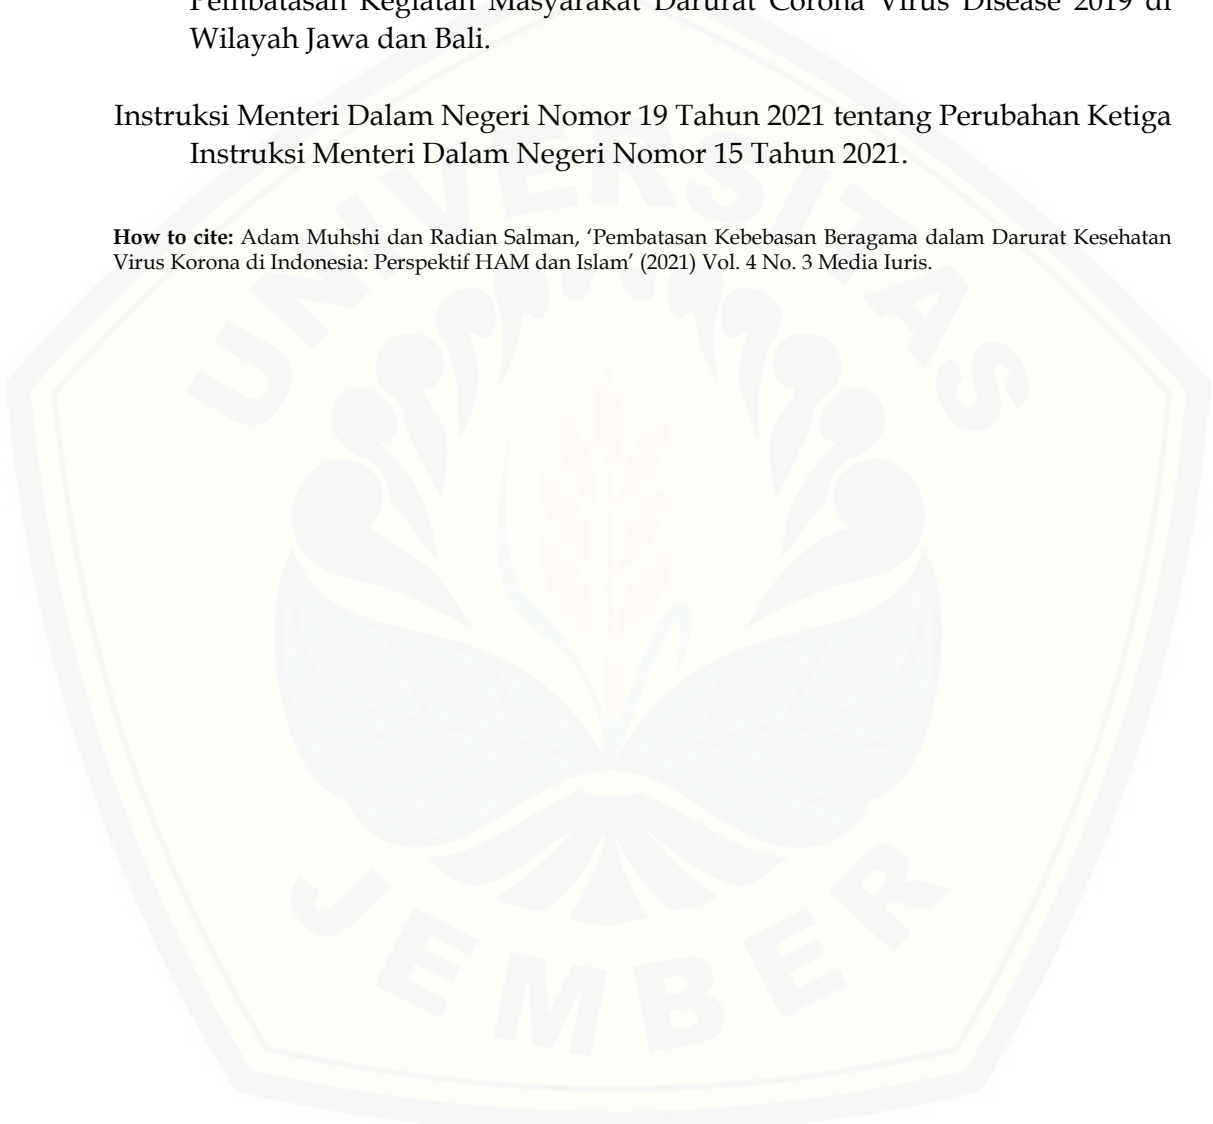 Pembatasan Kegiatan Masyarakat Darurat Corona Virus Disease 2019 di
Wilayah Jawa dan Bali.
Instruksi Menteri Dalam Negeri Nomor 19 Tahun 2021 tentang Perubahan Ketiga
Instruksi Menteri Dalam Negeri Nomor 15 Tahun 2021.
How to cite: Adam Muhshi dan Radian Salman, ‘Pembatasan Kebebasan Beragama dalam Darurat Kesehatan
Virus Korona di Indonesia: Perspektif HAM dan Islam’ (2021) Vol. 4 No. 3 Media Iuris.
UNIVERSITAS
JEMBER